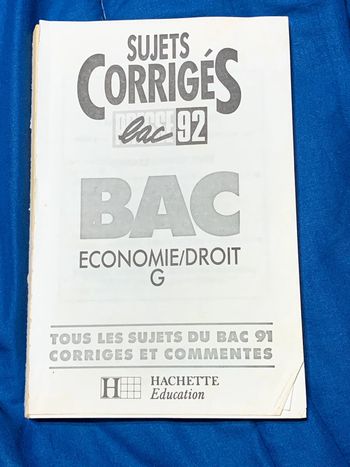 SUJETS
CORRIGÉS
bac 92
BAC
ECONOMIE/DROIT
G
TOUS LES SUJETS DU BAC 91
CORRIGES ET COMMENTES
H HACHETTE
Education